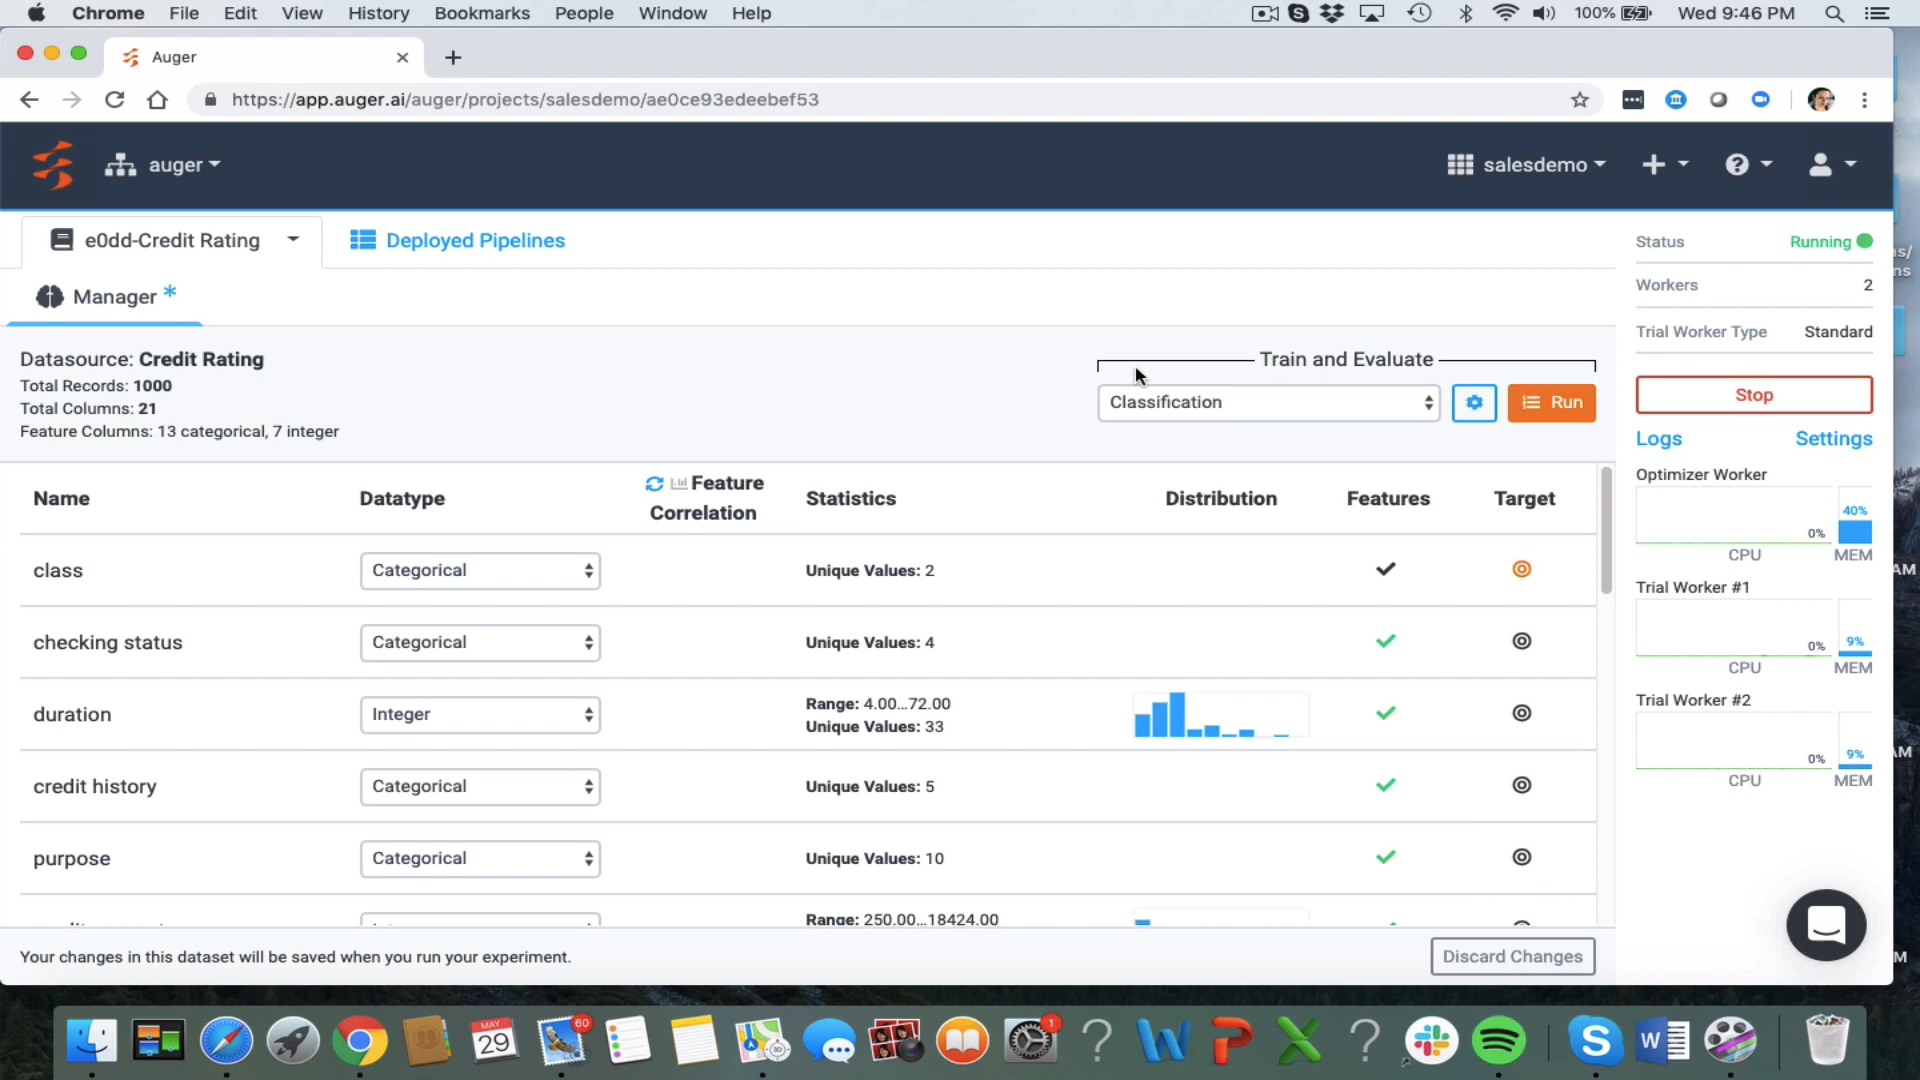 Chrome File Edit View History Bookmarks People Window Help 100% Wed 9:46 PM
Auger
https://app.auger.ai/auger/projects/salesdemo/ae0ce93edeebef53
auger salesdemo
e0dd-Credit Rating Deployed Pipelines
Manager *
Datasource: Credit Rating
Total Records: 1000
Total Columns: 21
Feature Columns: 13 categorical, 7 integer
Train and Evaluate
Classification Run
Name Datatype Feature Correlation Statistics Distribution Features Target
class Categorical Unique Values: 2
checking status Categorical Unique Values: 4
duration Integer Range: 4.00...72.00
Unique Values: 33
credit history Categorical Unique Values: 5
purpose Categorical Unique Values: 10
Range: 250.00...18424.00
Your changes in this dataset will be saved when you run your experiment. Discard Changes
Status Running
Workers 2
Trial Worker Type Standard
Stop
Logs Settings
Optimizer Worker
40%
0%
CPU MEM
Trial Worker #1
9%
0%
CPU MEM
Trial Worker #2
9%
0%
CPU MEM
s/
ns
AM
AM
M
MAY
29
60
1